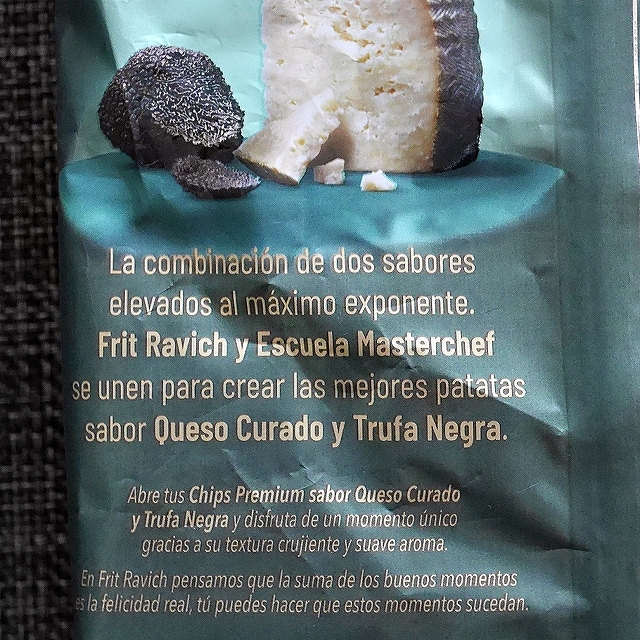 La combinación de dos sabores
elevados al máximo exponente.
Frit Ravich y Escuela Masterchef
se unen para crear las mejores patatas
sabor Queso Curado y Trufa Negra.
Abre tus Chips Premium sabor Queso Curado
y Trufa Negra y disfruta de un momento único
gracias a su textura crujiente y suave aroma.
En Frit Ravich pensamos que la suma de los buenos momentos
es la felicidad real, tú puedes hacer que estos momentos sucedan.